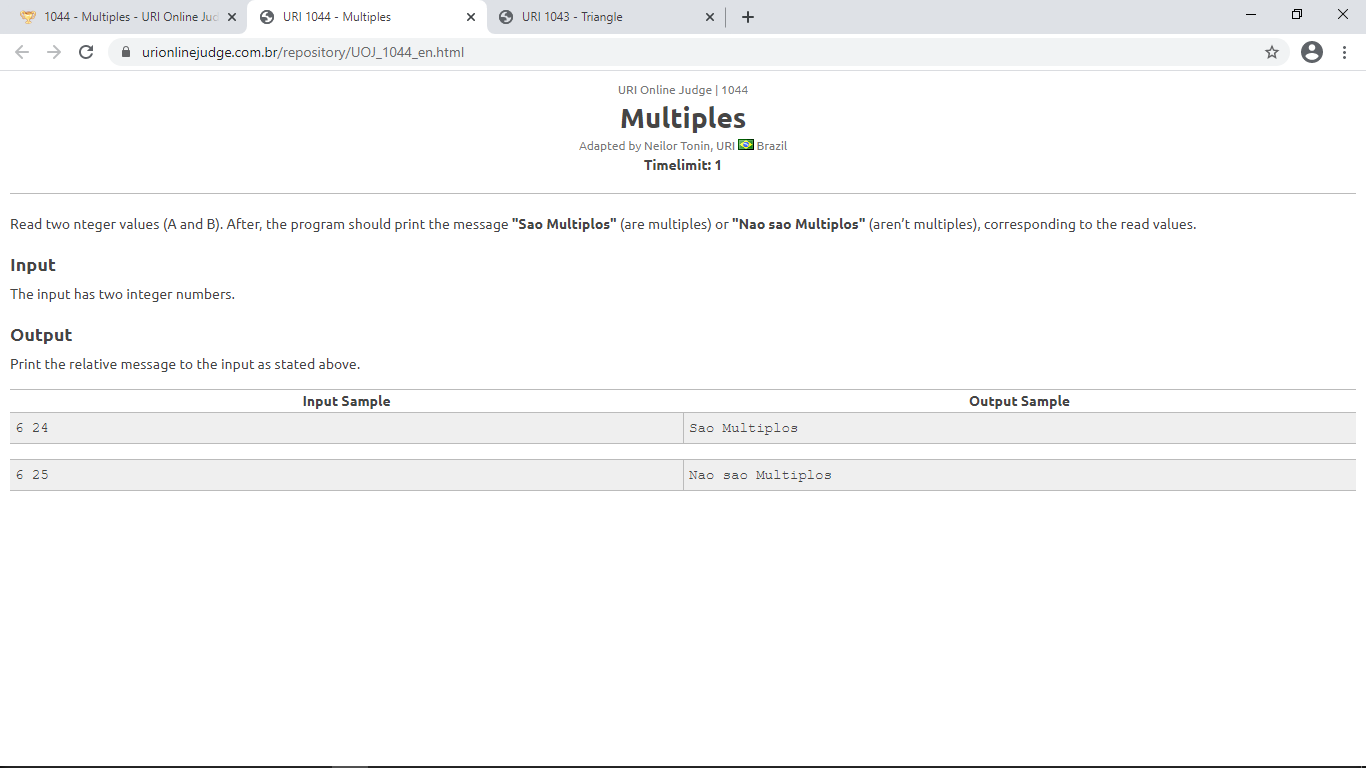 1044 - Multiples - URI Online Jud
URI 1044 - Multiples
URI 1043 - Triangle
urionlinejudge.com.br/repository/UOJ_1044_en.html
URI Online Judge | 1044
Multiples
Adapted by Neilor Tonin, URI Brazil
Timelimit: 1
Read two nteger values (A and B). After, the program should print the message "Sao Multiplos" (are multiples) or "Nao sao Multiplos" (aren’t multiples), corresponding to the read values.
Input
The input has two integer numbers.
Output
Print the relative message to the input as stated above.
Input Sample Output Sample
6 24 Sao Multiplos
6 25 Nao sao Multiplos